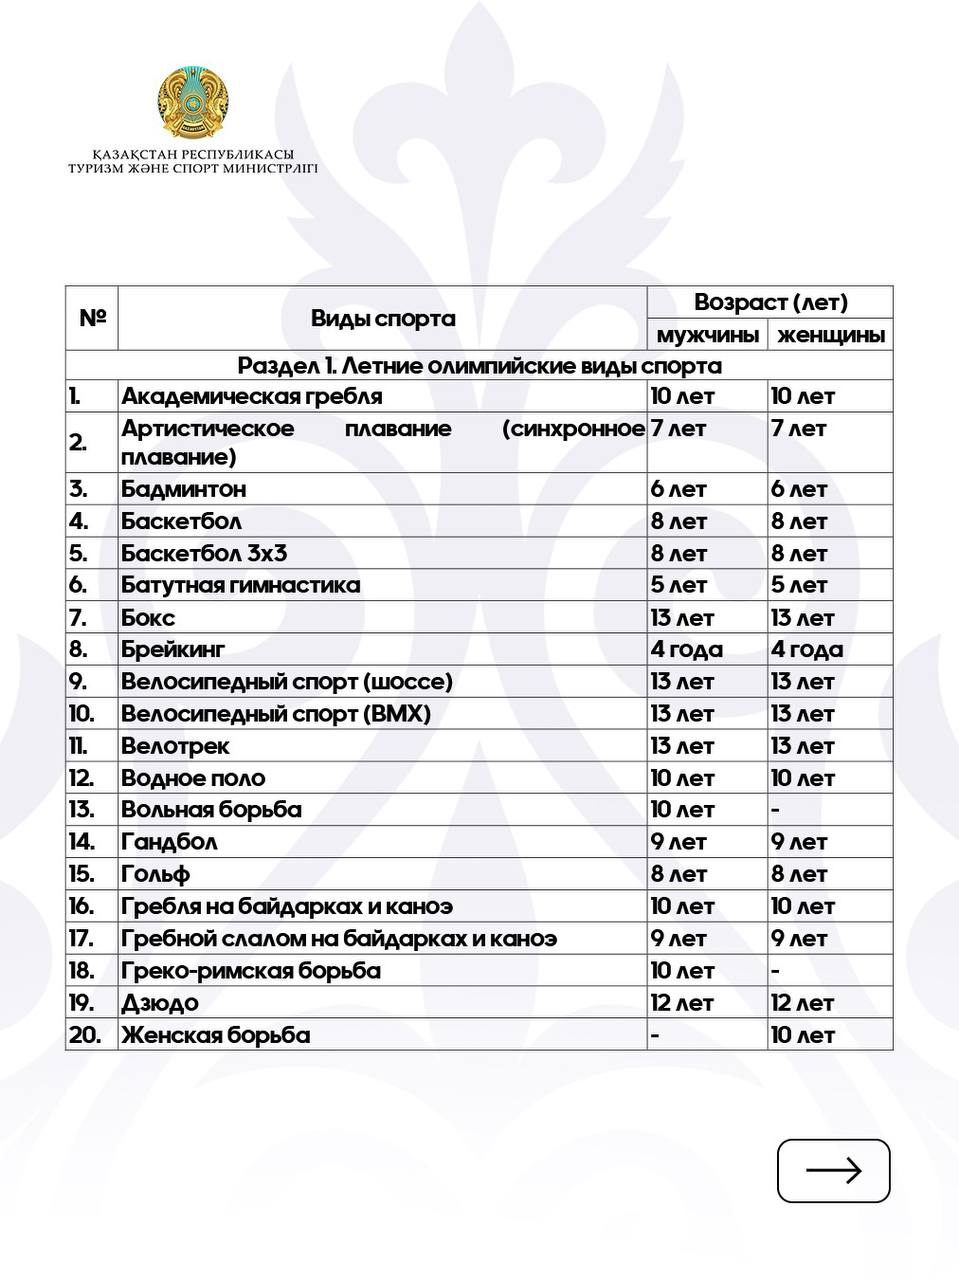 ҚАЗАҚСТАН РЕСПУБЛИКАСЫ
ТУРИЗМ ЖӘНЕ СПОРТ МИНИСТРЛІГІ
№ Виды спорта Возраст (лет)
мужчины женщины
Раздел 1. Летние олимпийские виды спорта
1. Академическая гребля 10 лет 10 лет
2. Артистическое плавание (синхронное 7 лет 7 лет
плавание)
3. Бадминтон 6 лет 6 лет
4. Баскетбол 8 лет 8 лет
5. Баскетбол 3х3 8 лет 8 лет
6. Батутная гимнастика 5 лет 5 лет
7. Бокс 13 лет 13 лет
8. Брейкинг 4 года 4 года
9. Велосипедный спорт (шоссе) 13 лет 13 лет
10. Велосипедный спорт (ВМХ) 13 лет 13 лет
11. Велотрек 13 лет 13 лет
12. Водное поло 10 лет 10 лет
13. Вольная борьба 10 лет -
14. Гандбол 9 лет 9 лет
15. Гольф 8 лет 8 лет
16. Гребля на байдарках и каноэ 10 лет 10 лет
17. Гребной слалом на байдарках и каноэ 9 лет 9 лет
18. Греко-римская борьба 10 лет -
19. Дзюдо 12 лет 12 лет
20. Женская борьба - 10 лет